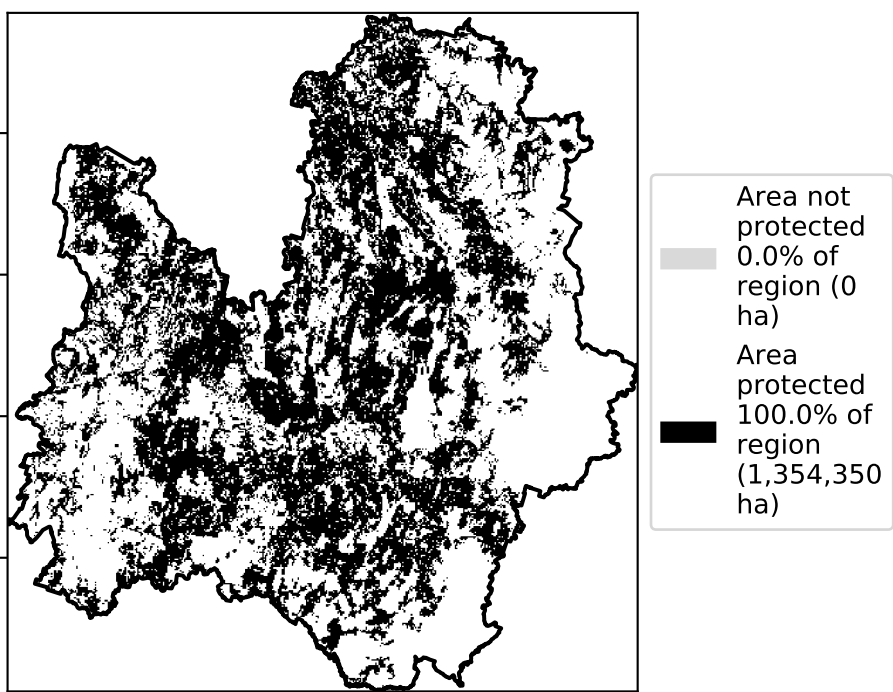 Area not
protected
0.0% of
region (0
ha)
Area
protected
100.0% of
region
(1,354,350
ha)